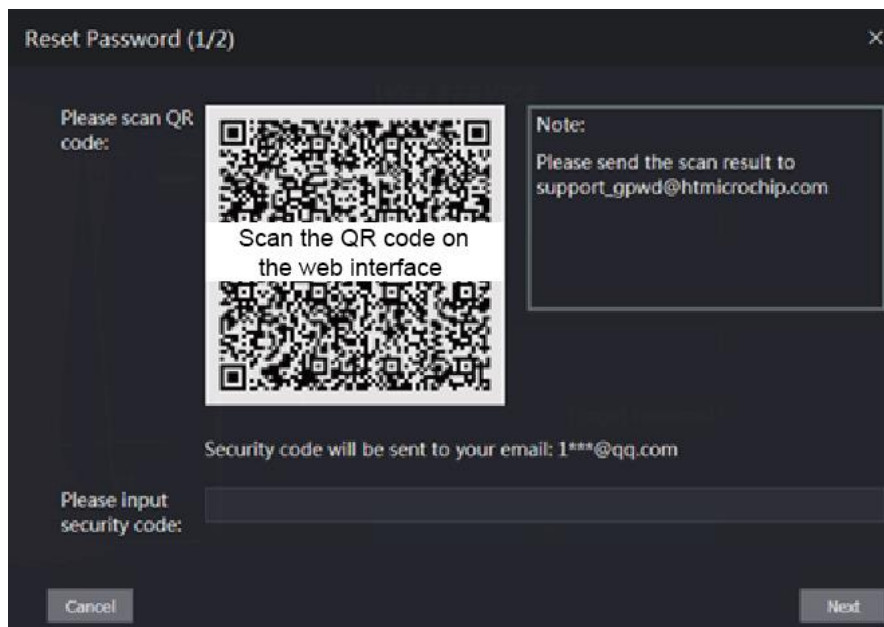 Reset Password (1/2)
Please scan QR
code:
Scan the QR code on
the web interface
Note:
Please send the scan result to
support_gpwd@htmicrochip.com
Security code will be sent to your email: 1***@qq.com
Please input
security code:
Cancel
Next